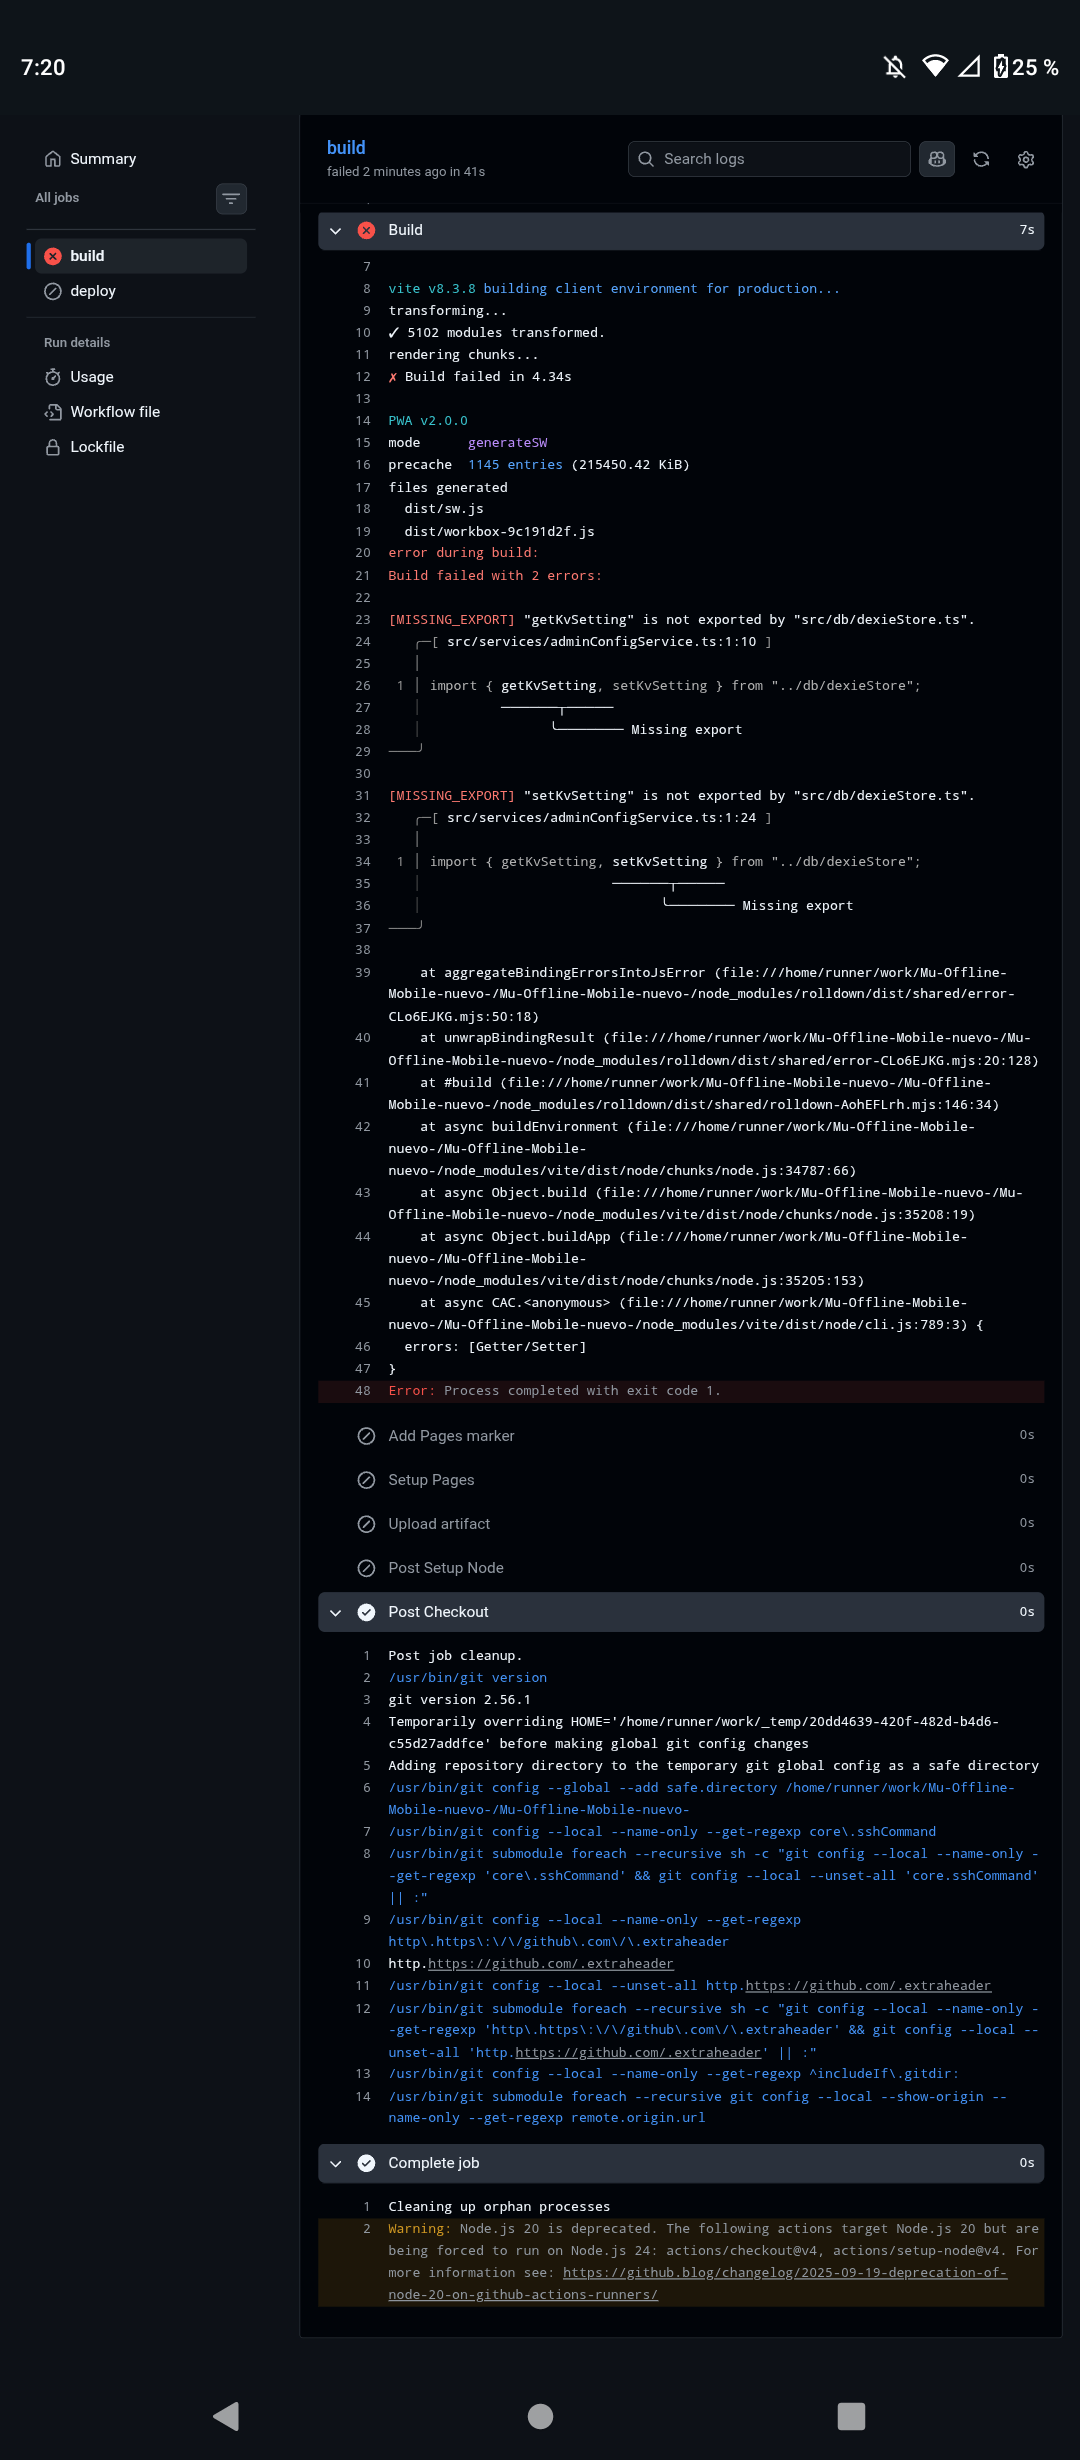 7:20
25 %
Summary
All jobs
build
deploy
Run details
Usage
Workflow file
Lockfile
build
failed 2 minutes ago in 41s
Search logs
Build 7s
7
8 vite v8.3.8 building client environment for production...
9 transforming...
10 ✓ 5102 modules transformed.
11 rendering chunks...
12 ✗ Build failed in 4.34s
13
14 PWA v2.0.0
15 mode generateSW
16 precache 1145 entries (215450.42 KiB)
17 files generated
18 dist/sw.js
19 dist/workbox-9c191d2f.js
20 error during build:
21 Build failed with 2 errors:
22
23 [MISSING_EXPORT] "getKvSetting" is not exported by "src/db/dexieStore.ts".
24 ╭─[ src/services/adminConfigService.ts:1:10 ]
25 │
26 1 │ import { getKvSetting, setKvSetting } from "../db/dexieStore";
27 │ ──────┬──────
28 │ ╰──────── Missing export
29 ────╯
30
31 [MISSING_EXPORT] "setKvSetting" is not exported by "src/db/dexieStore.ts".
32 ╭─[ src/services/adminConfigService.ts:1:24 ]
33 │
34 1 │ import { getKvSetting, setKvSetting } from "../db/dexieStore";
35 │ ──────┬──────
36 │ ╰──────── Missing export
37 ────╯
38
39 at aggregateBindingErrorsIntoJsError (file:///home/runner/work/Mu-Offline-
Mobile-nuevo-/Mu-Offline-Mobile-nuevo-/node_modules/rolldown/dist/shared/error-
CLo6EJKG.mjs:50:18)
40 at unwrapBindingResult (file:///home/runner/work/Mu-Offline-Mobile-nuevo-/Mu-
Offline-Mobile-nuevo-/node_modules/rolldown/dist/shared/error-CLo6EJKG.mjs:20:128)
41 at #build (file:///home/runner/work/Mu-Offline-Mobile-nuevo-/Mu-Offline-
Mobile-nuevo-/node_modules/rolldown/dist/shared/rolldown-AohEFLrh.mjs:146:34)
42 at async buildEnvironment (file:///home/runner/work/Mu-Offline-Mobile-
nuevo-/Mu-Offline-Mobile-
nuevo-/node_modules/vite/dist/node/chunks/node.js:34787:66)
43 at async Object.build (file:///home/runner/work/Mu-Offline-Mobile-nuevo-/Mu-
Offline-Mobile-nuevo-/node_modules/vite/dist/node/chunks/node.js:35208:19)
44 at async Object.buildApp (file:///home/runner/work/Mu-Offline-Mobile-
nuevo-/Mu-Offline-Mobile-
nuevo-/node_modules/vite/dist/node/chunks/node.js:35205:153)
45 at async CAC.<anonymous> (file:///home/runner/work/Mu-Offline-Mobile-
nuevo-/Mu-Offline-Mobile-nuevo-/node_modules/vite/dist/node/cli.js:789:3) {
46 errors: [Getter/Setter]
47 }
48 Error: Process completed with exit code 1.
Add Pages marker 0s
Setup Pages 0s
Upload artifact 0s
Post Setup Node 0s
Post Checkout 0s
1 Post job cleanup.
2 /usr/bin/git version
3 git version 2.56.1
4 Temporarily overriding HOME='/home/runner/work/_temp/20dd4639-420f-482d-b4d6-
c55d27addfce' before making global git config changes
5 Adding repository directory to the temporary git global config as a safe directory
6 /usr/bin/git config --global --add safe.directory /home/runner/work/Mu-Offline-
Mobile-nuevo-/Mu-Offline-Mobile-nuevo-
7 /usr/bin/git config --local --name-only --get-regexp core\.sshCommand
8 /usr/bin/git submodule foreach --recursive sh -c "git config --local --name-only -
-get-regexp 'core\.sshCommand' && git config --local --unset-all 'core.sshCommand'
|| :"
9 /usr/bin/git config --local --name-only --get-regexp
http\.https\:\/\/github\.com\/\.extraheader
10 http.https://github.com/.extraheader
11 /usr/bin/git config --local --unset-all http.https://github.com/.extraheader
12 /usr/bin/git submodule foreach --recursive sh -c "git config --local --name-only -
-get-regexp 'http\.https\:\/\/github\.com\/\.extraheader' && git config --local --
unset-all 'http.https://github.com/.extraheader' || :"
13 /usr/bin/git config --local --name-only --get-regexp ^includeIf\.gitdir:
14 /usr/bin/git submodule foreach --recursive git config --local --show-origin --
name-only --get-regexp remote.origin.url
Complete job 0s
1 Cleaning up orphan processes
2 Warning: Node.js 20 is deprecated. The following actions target Node.js 20 but are
being forced to run on Node.js 24: actions/checkout@v4, actions/setup-node@v4. For
more information see: https://github.blog/changelog/2025-09-19-deprecation-of-
node-20-on-github-actions-runners/